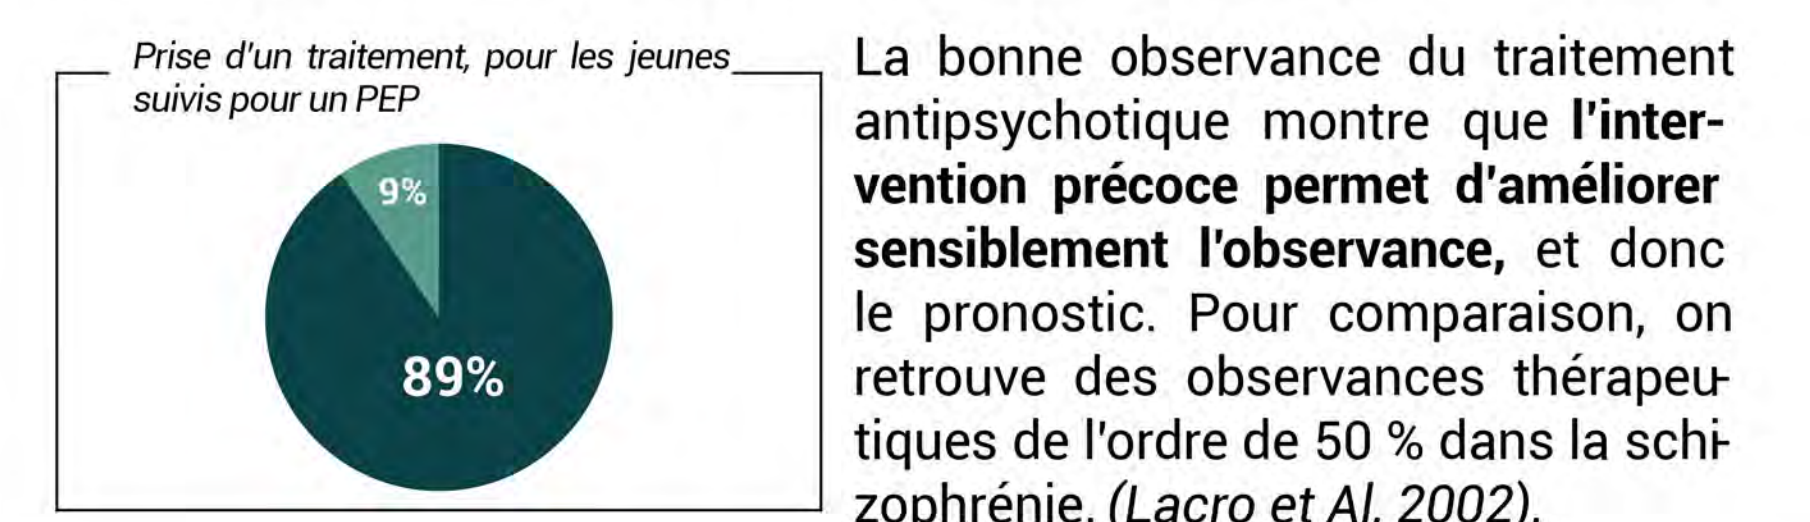 Prise d'un traitement, pour les jeunes
suivis pour un PEP
9%
89%
La bonne observance du traitement
antipsychotique montre que l'inter-
vention précoce permet d'améliorer
sensiblement l'observance, et donc
le pronostic. Pour comparaison, on
retrouve des observances thérapeu-
tiques de l'ordre de 50 % dans la schi-
zophrénie. (Lacro et Al, 2002).